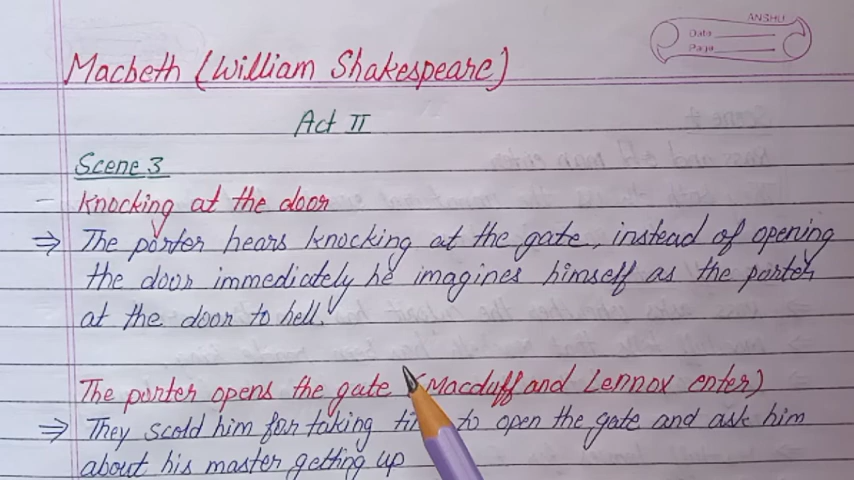 ANSHU
Date
Page
Macbeth (William Shakespeare)
Act II
Scene 3
- Knocking at the door
⇒ The porter hears knocking at the gate, instead of opening
the door immediately he imagines himself as the porter
at the door to hell.
The porter opens the gate (Macduff and Lennox enter)
⇒ They scold him for taking to open the gate and ask him
about his master getting up